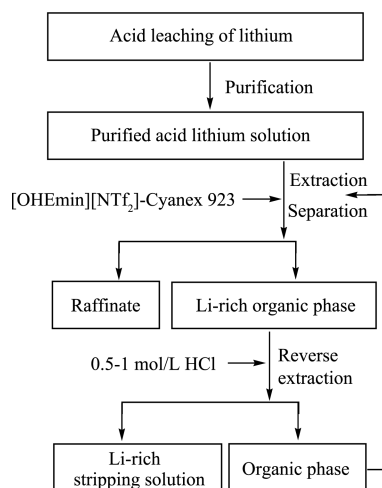 Acid leaching of lithium
Purification
Purified acid lithium solution
Extraction
[OHEmin][NTf₂]-Cyanex 923
Separation
Raffinate
Li-rich organic phase
0.5-1 mol/L HCl
Reverse
extraction
Li-rich
stripping solution
Organic phase